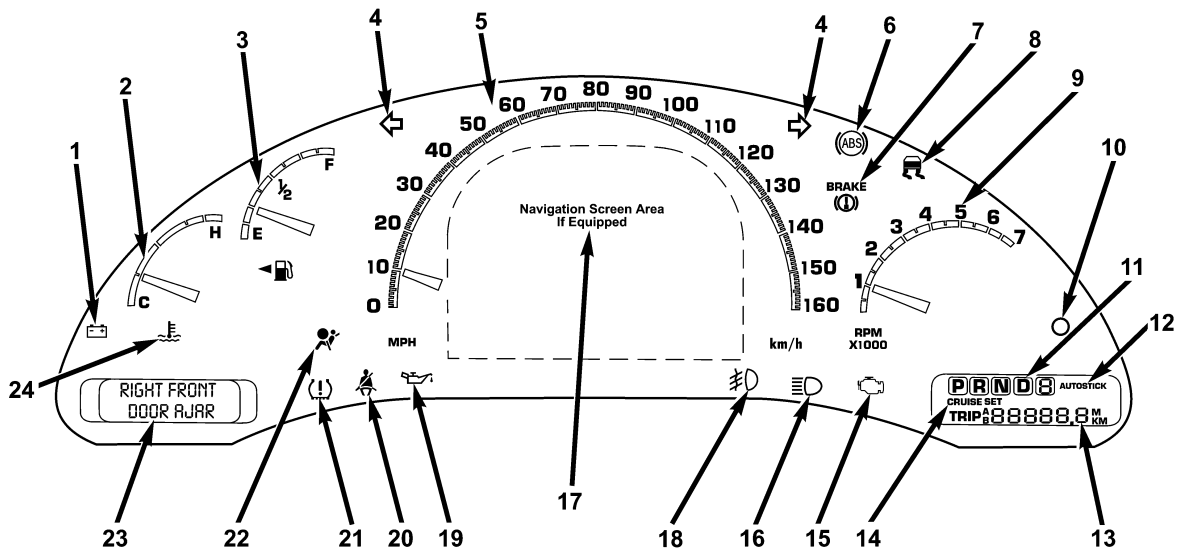 1
2
3
4
5
4
6
7
8
9
10
11
12
C
H
E
1/2
F
0
10
20
30
40
50
60
70
80
90
100
110
120
130
140
150
160
MPH
km/h
Navigation Screen Area
If Equipped
ABS
BRAKE
1
2
3
4
5
6
7
RPM
X1000
RIGHT FRONT
DOOR AJAR
P R N D 8 AUTOSTICK
CRUISE SET
TRIP A B 88888.8 M KM
24
23
22
21
20
19
17
18
16
15
14
13